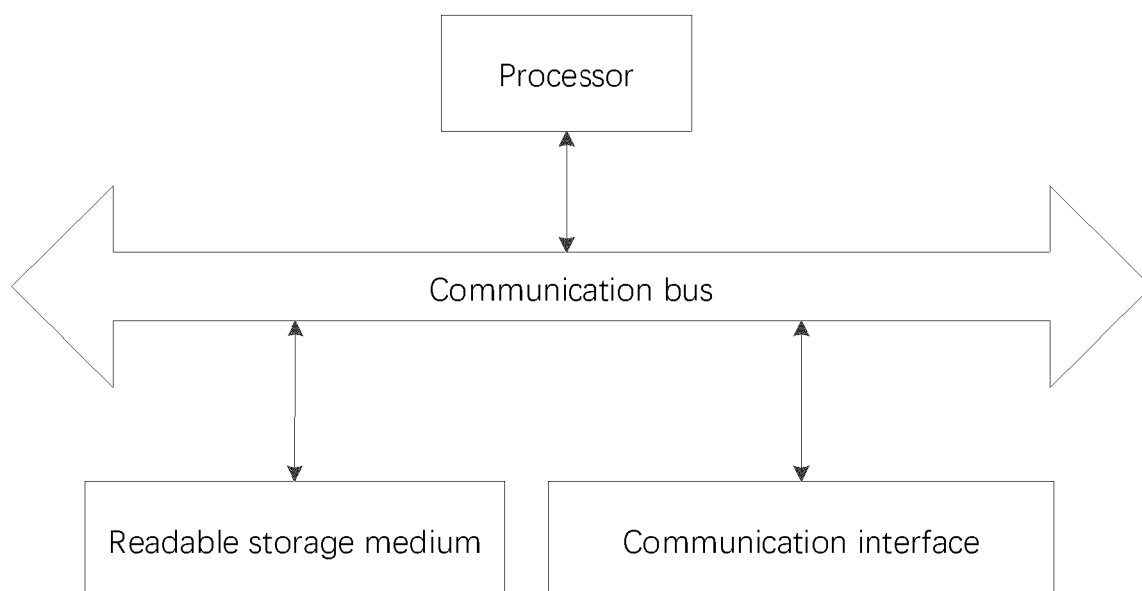 Processor
Communication bus
Readable storage medium
Communication interface